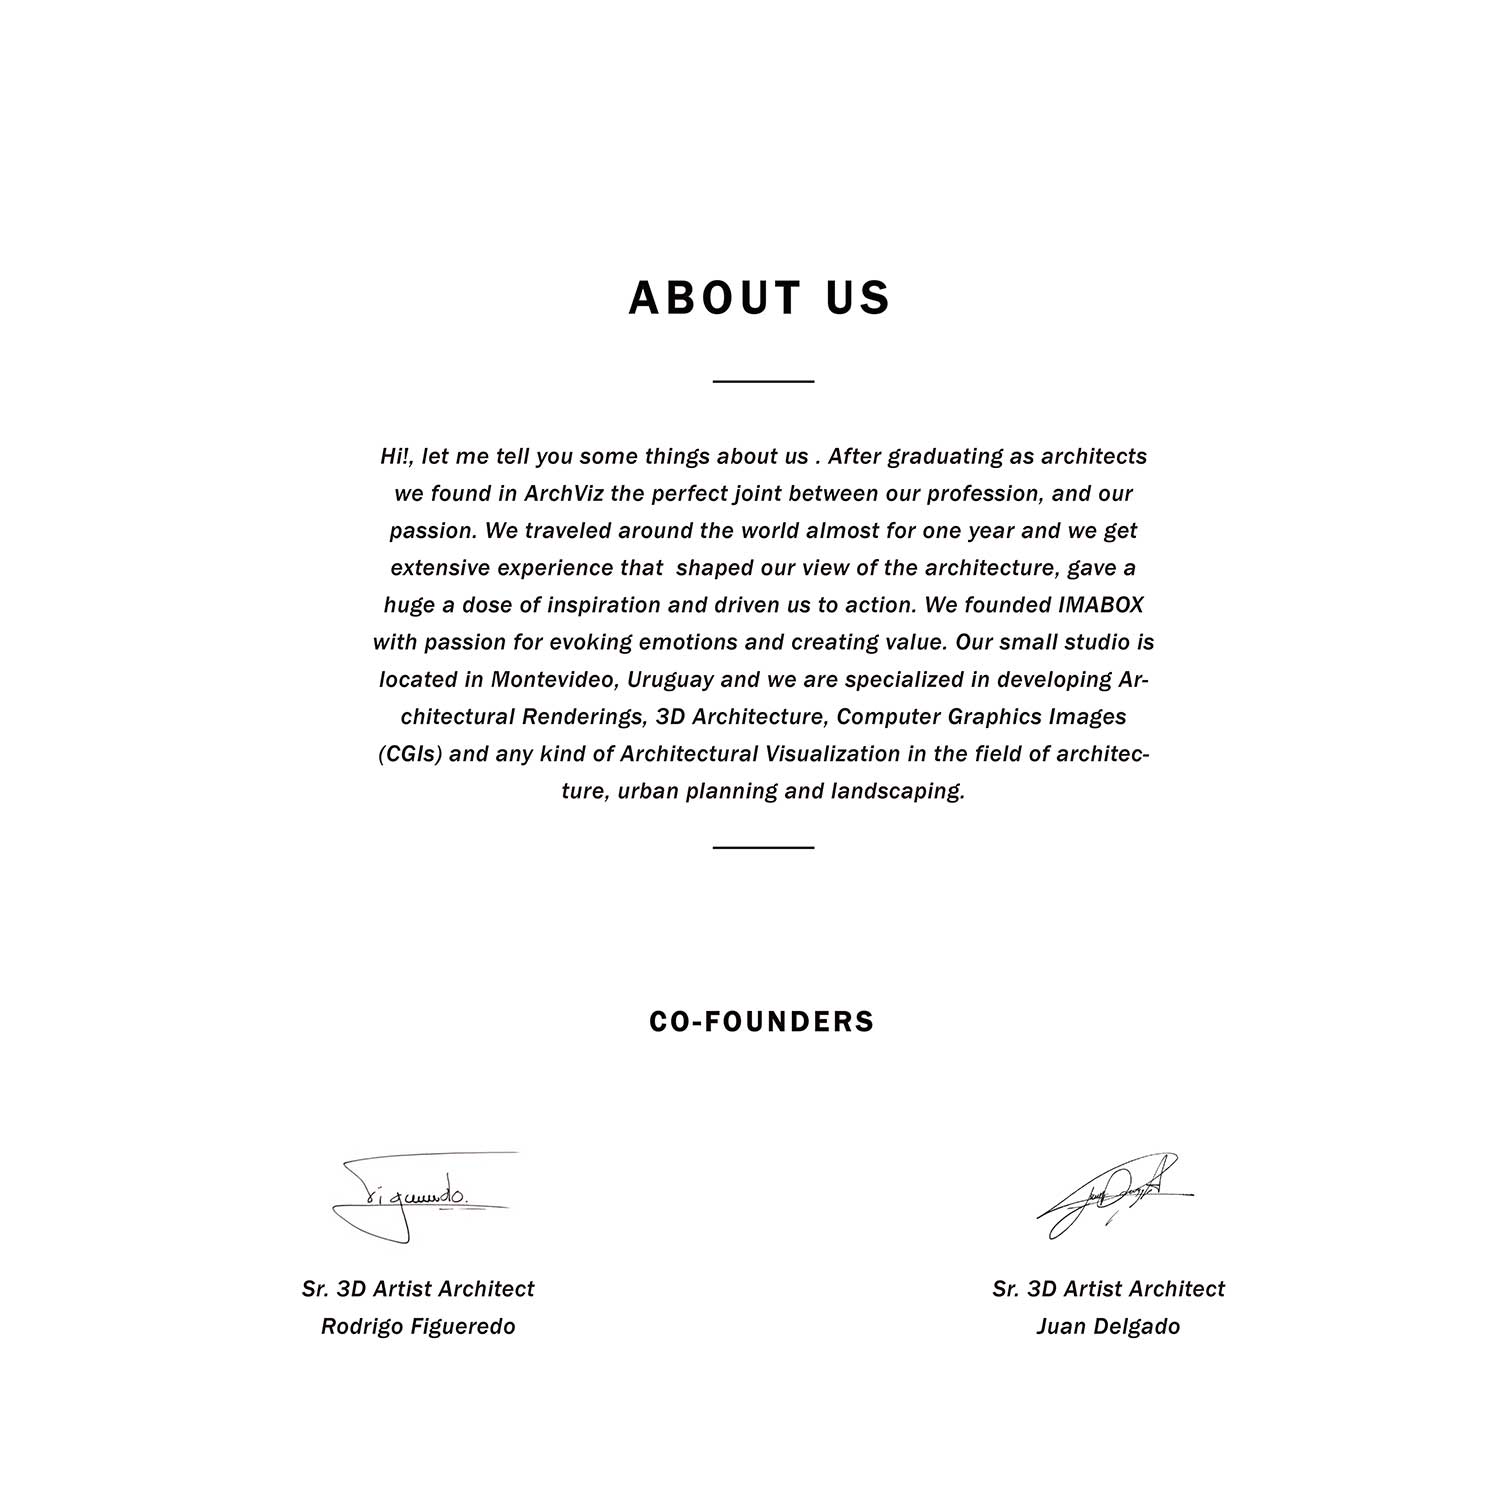 ABOUT US
Hi!, let me tell you some things about us . After graduating as architects
we found in ArchViz the perfect joint between our profession, and our
passion. We traveled around the world almost for one year and we get
extensive experience that  shaped our view of the architecture, gave a
huge a dose of inspiration and driven us to action. We founded IMABOX
with passion for evoking emotions and creating value. Our small studio is
located in Montevideo, Uruguay and we are specialized in developing Ar-
chitectural Renderings, 3D Architecture, Computer Graphics Images
(CGIs) and any kind of Architectural Visualization in the field of architec-
ture, urban planning and landscaping.
CO-FOUNDERS
Sr. 3D Artist Architect
Rodrigo Figueredo
Sr. 3D Artist Architect
Juan Delgado